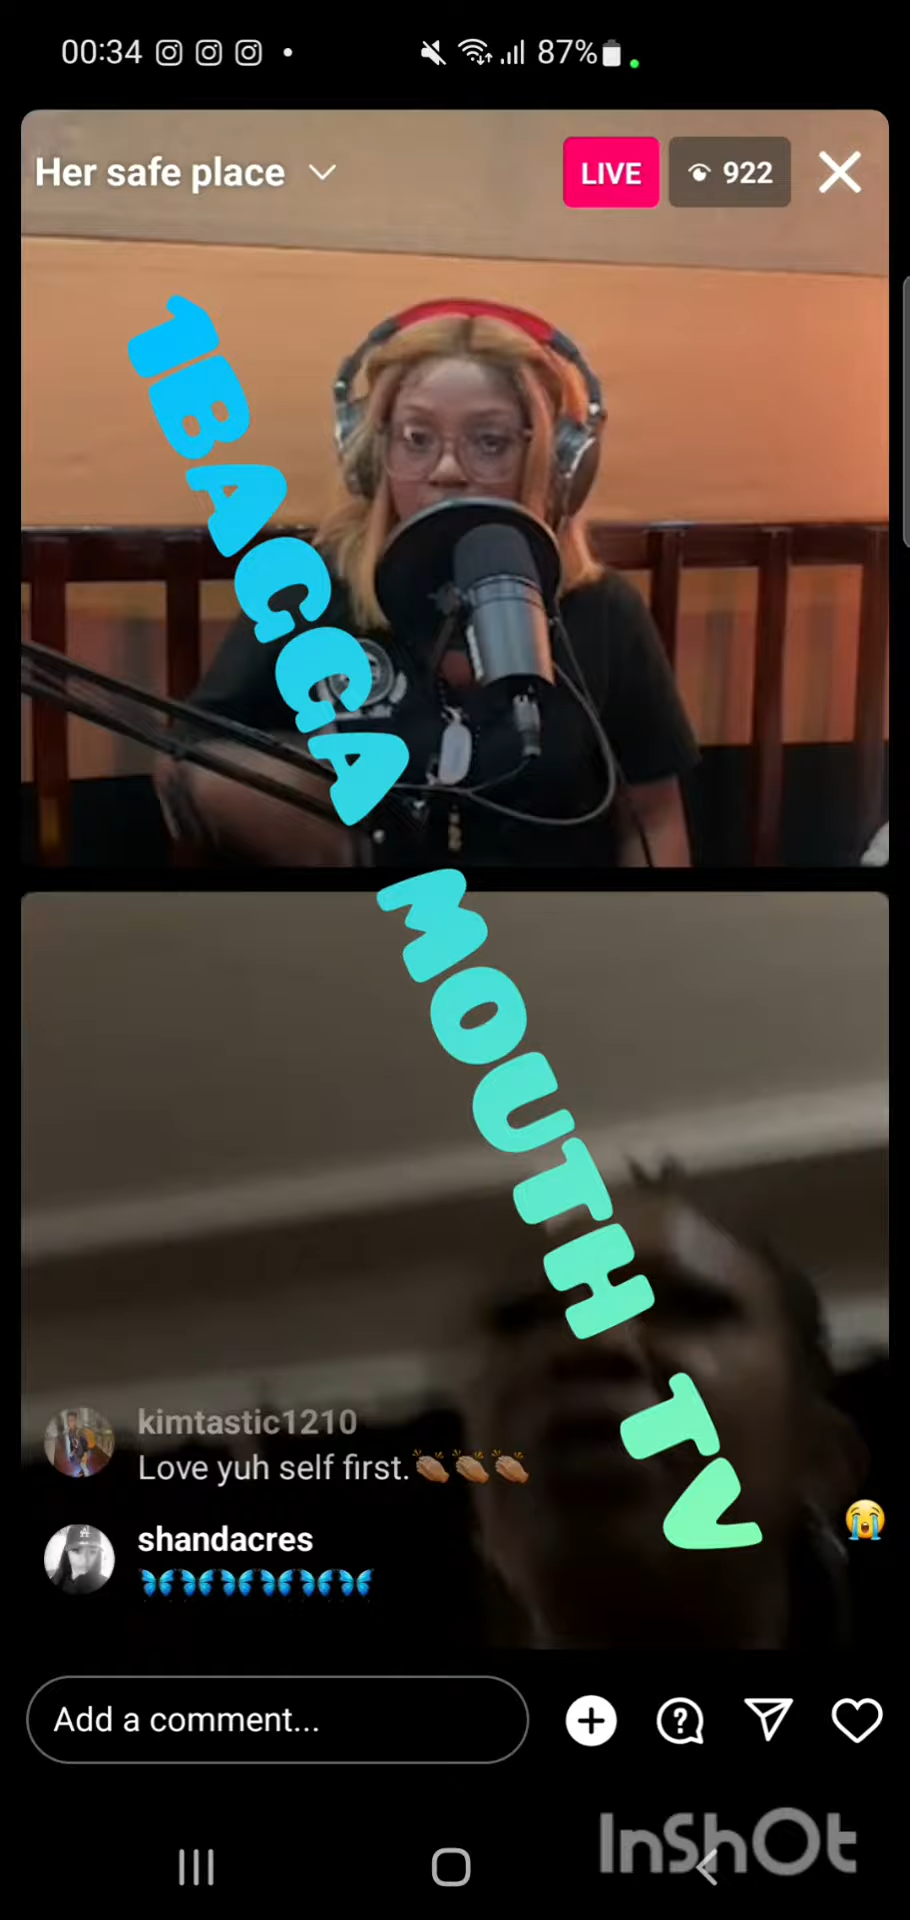 00:34
87%
Her safe place
LIVE
922
1BAGGA MOUTH TV
kimtastic1210
Love yuh self first.👏👏👏
shandacres
🦋🦋🦋🦋🦋🦋
Add a comment...
InShOt